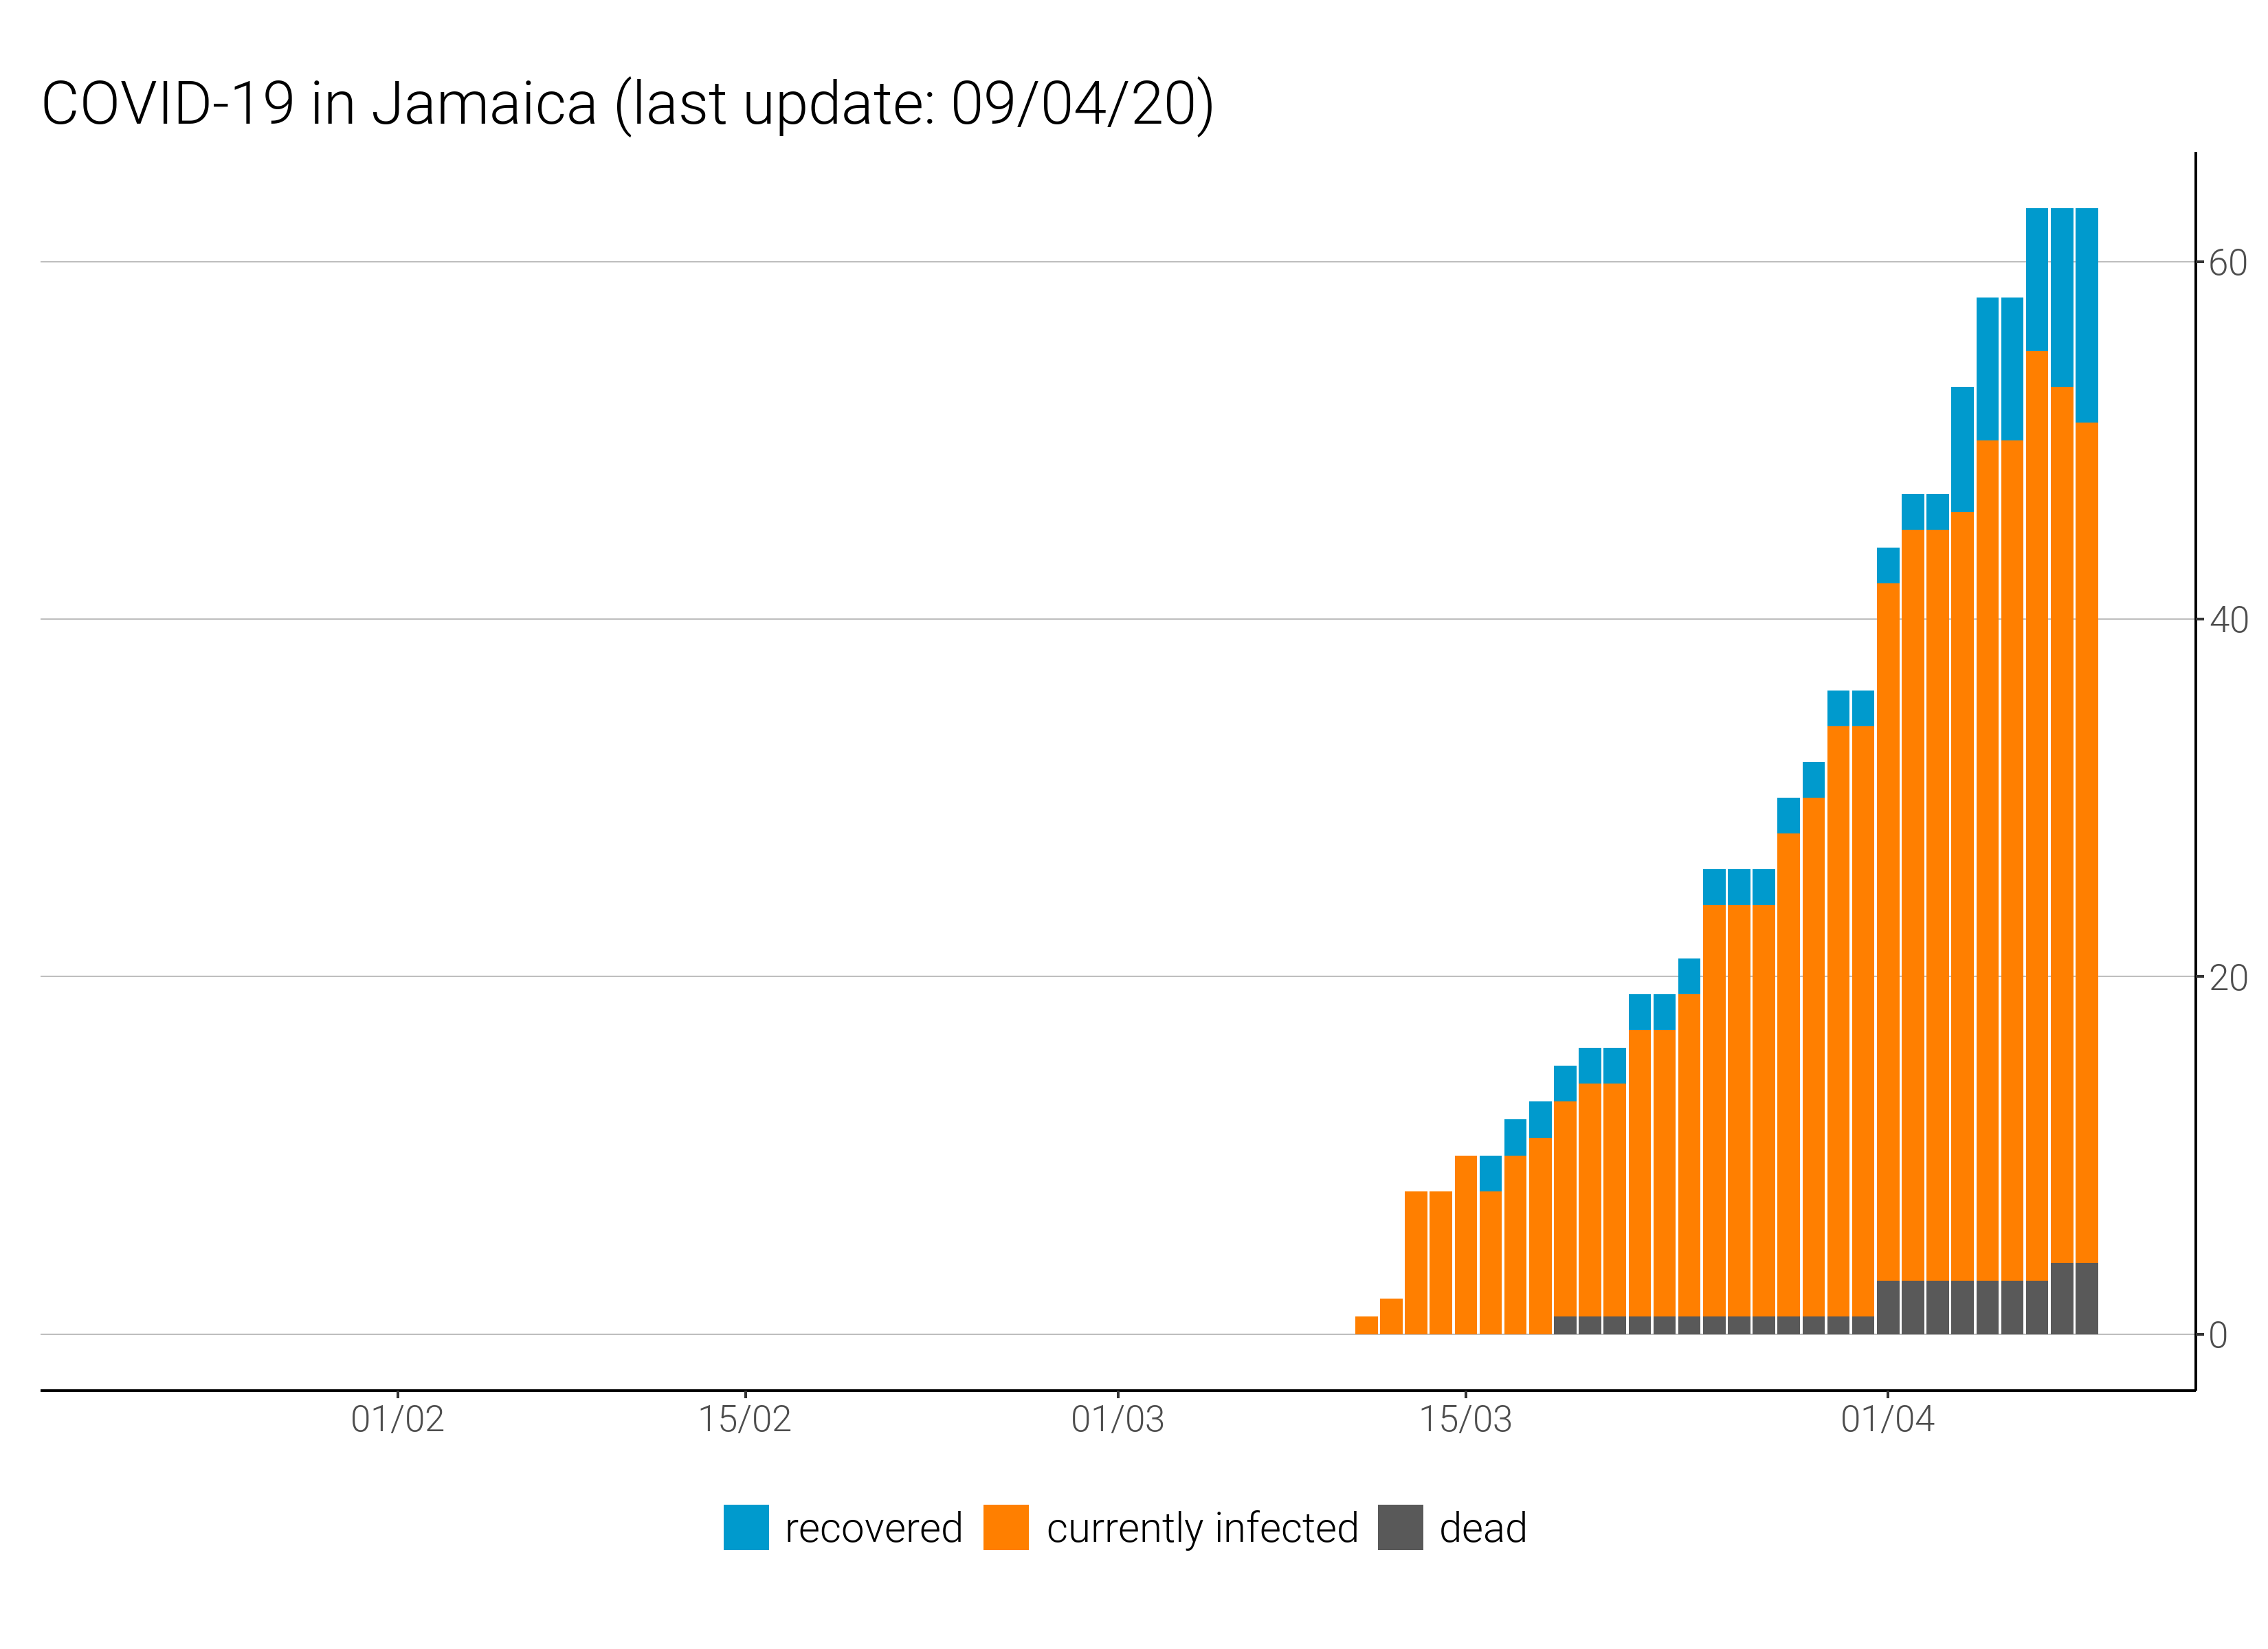 COVID-19 in Jamaica (last update: 09/04/20)
60
40
20
0
01/02 15/02 01/03 15/03 01/04
recovered currently infected dead